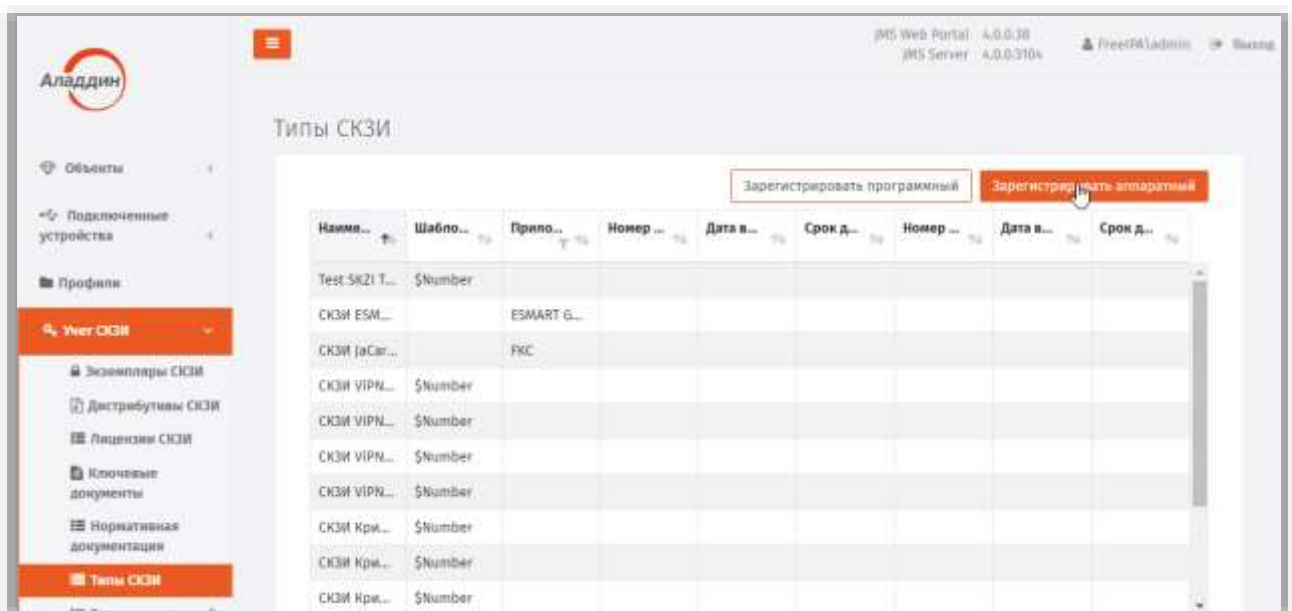 JMS Web Portal 4.0.0.38
JMS Server 4.0.0.3104
FreeIPA\admin
Выход
Аладдин
Типы СКЗИ
Объекты
Подключенные
устройства
Профили
Учет СКЗИ
Экземпляры СКЗИ
Дистрибутивы СКЗИ
Лицензии СКЗИ
Ключевые
документы
Нормативная
документация
Типы СКЗИ
Зарегистрировать программный
Зарегистрировать аппаратный
Наиме... Шабло... Прило... Номер ... Дата в... Срок д... Номер ... Дата в... Срок д...
Test SKZI T... $Number
СКЗИ ESM... ESMART G...
СКЗИ JaCar... FKC
СКЗИ ViPN... $Number
СКЗИ ViPN... $Number
СКЗИ ViPN... $Number
СКЗИ ViPN... $Number
СКЗИ Кри... $Number
СКЗИ Кри... $Number
СКЗИ Кри... $Number